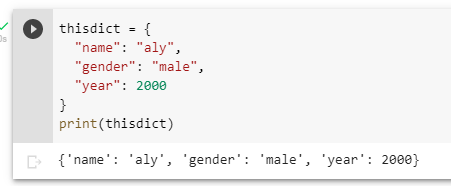 thisdict = {
  "name": "aly",
  "gender": "male",
  "year": 2000
}
print(thisdict)
{'name': 'aly', 'gender': 'male', 'year': 2000}